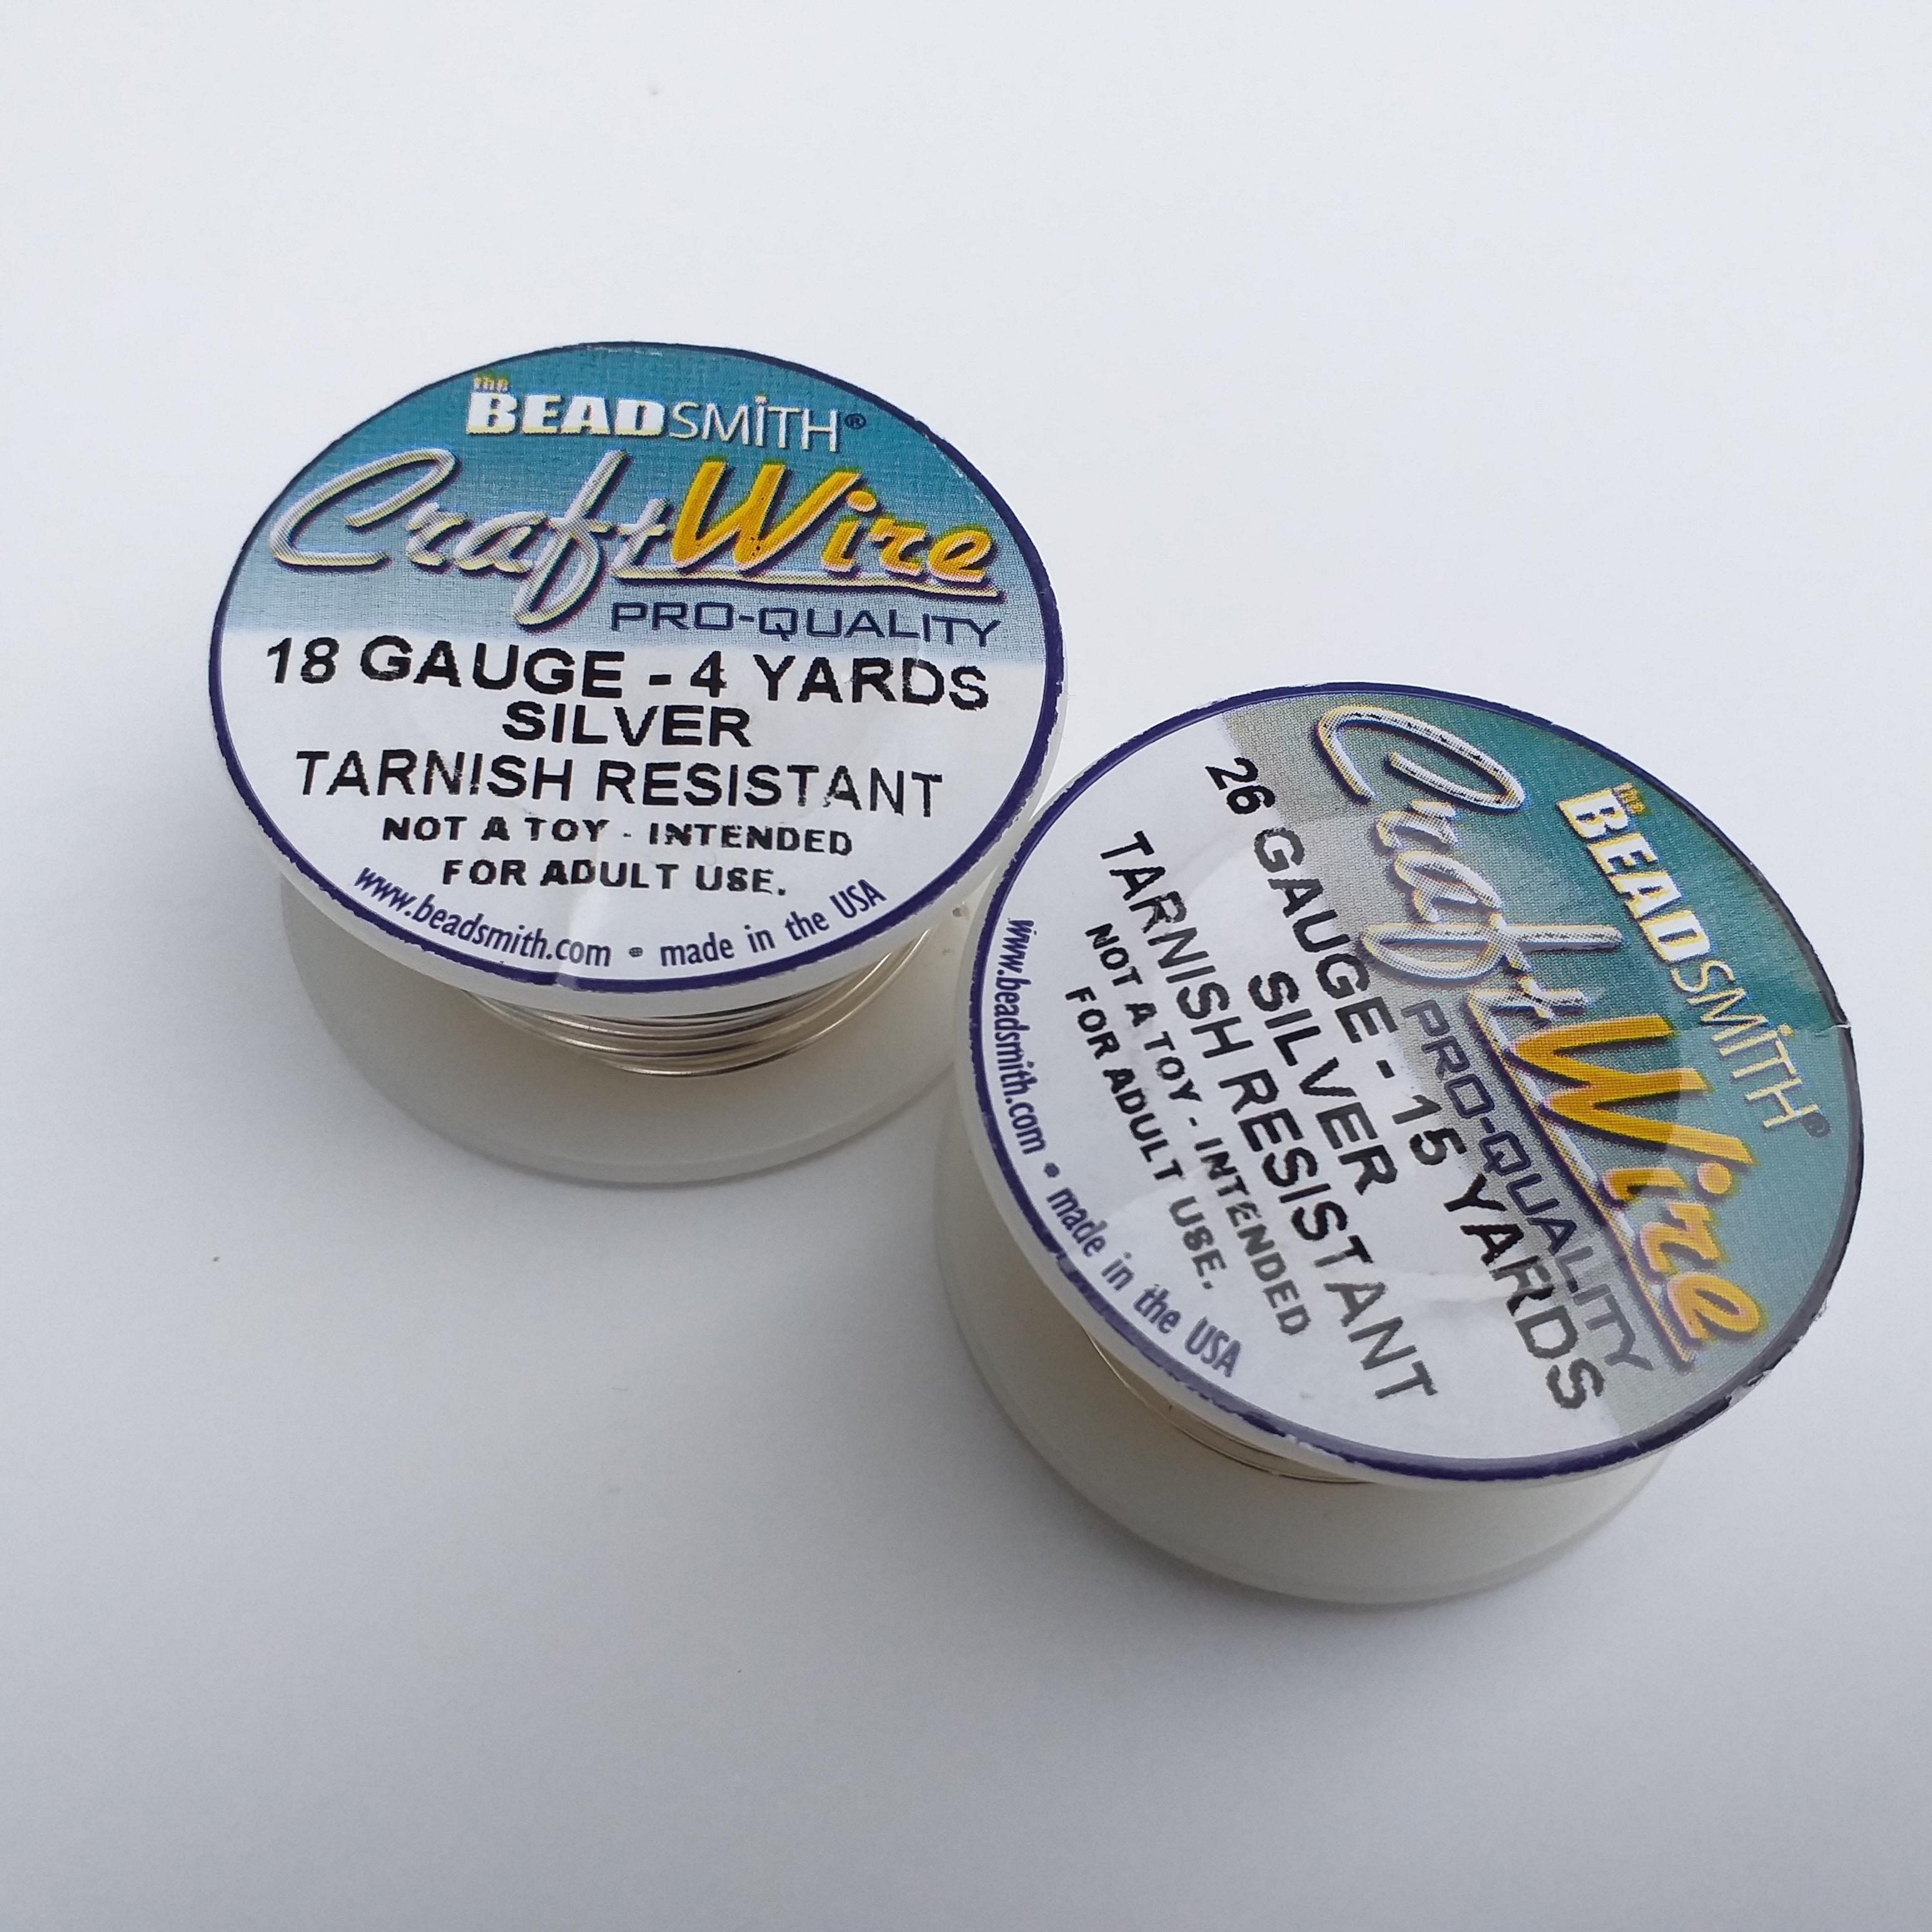 the
BEADSMITH®
CraftWire
PRO-QUALITY
18 GAUGE - 4 YARDS
SILVER
TARNISH RESISTANT
NOT A TOY - INTENDED
FOR ADULT USE.
www.beadsmith.com • made in the USA
the
BEADSMITH®
CraftWire
PRO-QUALITY
26 GAUGE - 15 YARDS
SILVER
TARNISH RESISTANT
NOT A TOY - INTENDED
FOR ADULT USE.
www.beadsmith.com • made in the USA